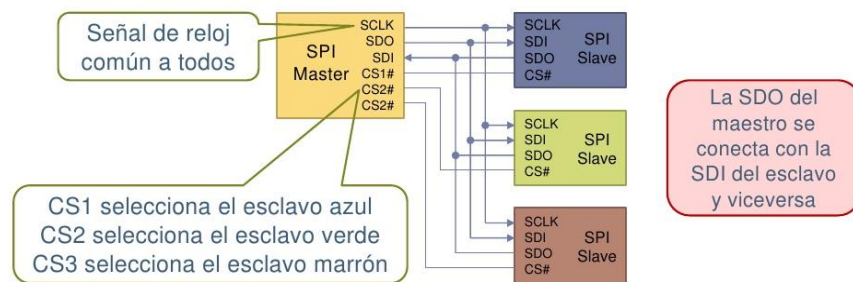 Señal de reloj
común a todos
SPI
Master
SCLK
SDO
SDI
CS1#
CS2#
CS2#
SCLK
SDI
SDO
CS#
SPI
Slave
SCLK
SDI
SDO
CS#
SPI
Slave
SCLK
SDI
SDO
CS#
SPI
Slave
CS1 selecciona el esclavo azul
CS2 selecciona el esclavo verde
CS3 selecciona el esclavo marrón
La SDO del
maestro se
conecta con la
SDI del esclavo
y viceversa